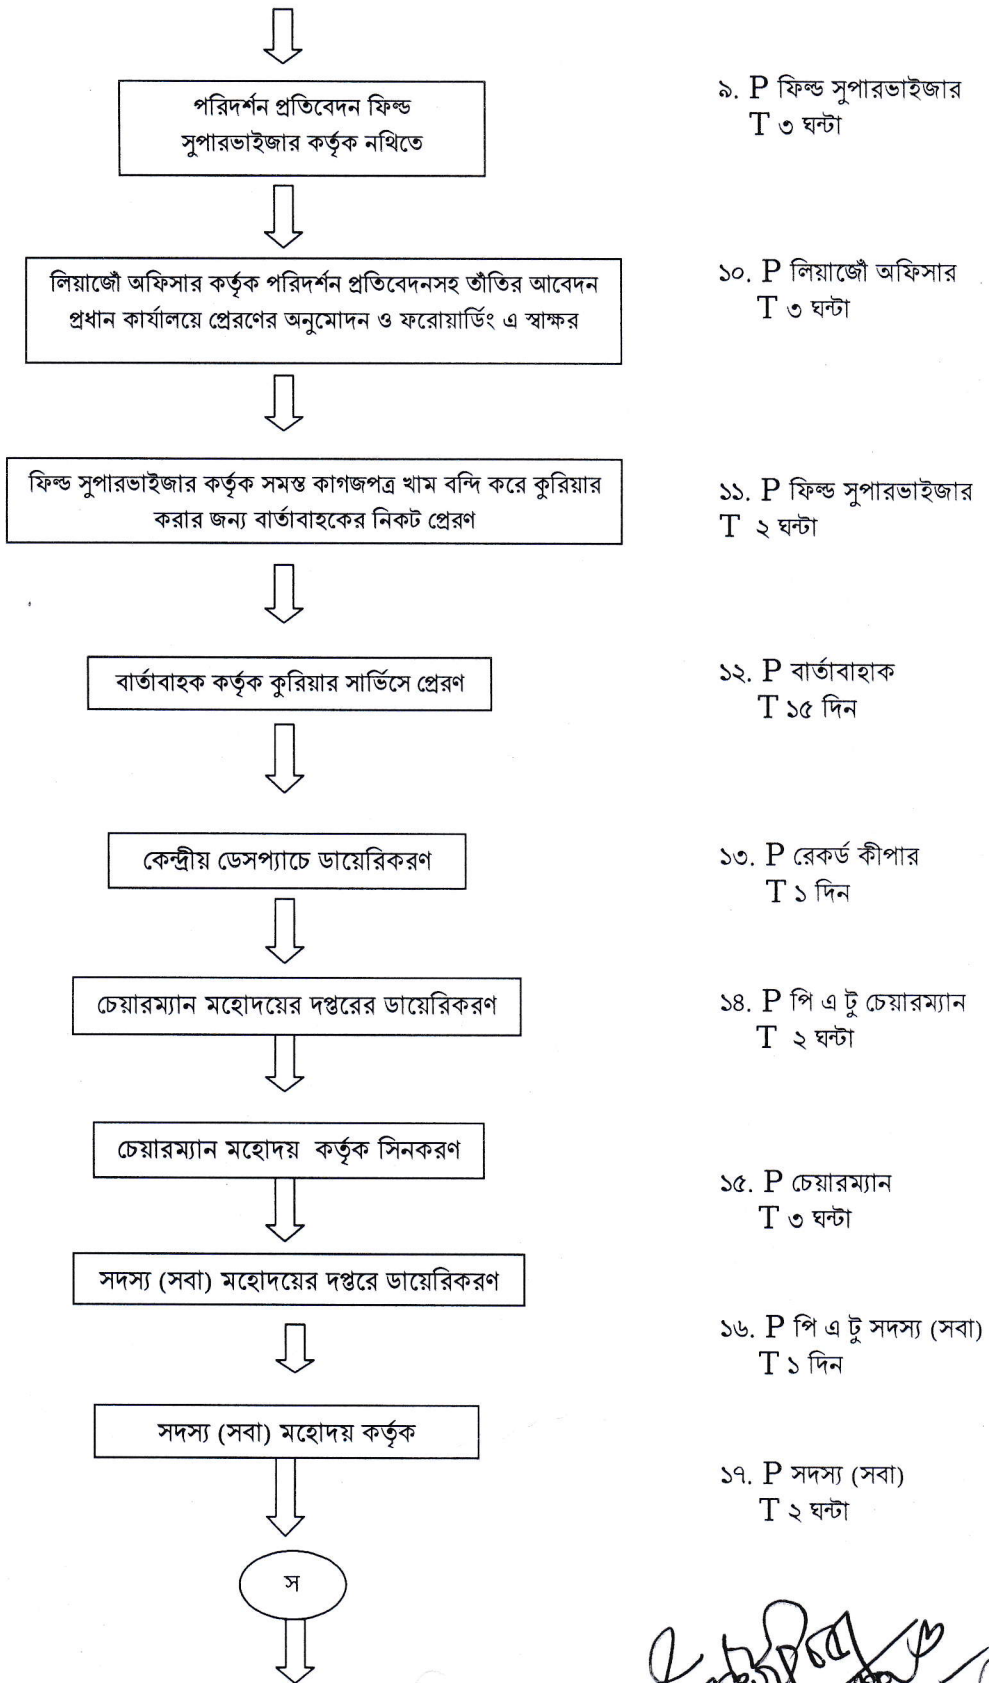 পরিদর্শন প্রতিবেদন ফিল্ড
সুপারভাইজার কর্তৃক নথিতে
৯. P ফিল্ড সুপারভাইজার
T ৩ ঘন্টা
লিয়াজোঁ অফিসার কর্তৃক পরিদর্শন প্রতিবেদনসহ তাঁতির আবেদন
প্রধান কার্যালয়ে প্রেরণের অনুমোদন ও ফরোয়ার্ডিং এ স্বাক্ষর
১০. P লিয়াজোঁ অফিসার
T ৩ ঘন্টা
ফিল্ড সুপারভাইজার কর্তৃক সমস্ত কাগজপত্র খাম বন্দি করে কুরিয়ার
করার জন্য বার্তাবাহকের নিকট প্রেরণ
১১. P ফিল্ড সুপারভাইজার
T ২ ঘন্টা
বার্তাবাহক কর্তৃক কুরিয়ার সার্ভিসে প্রেরণ
১২. P বার্তাবাহাক
T ১৫ দিন
কেন্দ্রীয় ডেসপ্যাচে ডায়েরিকরণ
১৩. P রেকর্ড কীপার
T ১ দিন
চেয়ারম্যান মহোদয়ের দপ্তরের ডায়েরিকরণ
১৪. P পি এ টু চেয়ারম্যান
T ২ ঘন্টা
চেয়ারম্যান মহোদয় কর্তৃক সিনকরণ
১৫. P চেয়ারম্যান
T ৩ ঘন্টা
সদস্য (সবা) মহোদয়ের দপ্তরে ডায়েরিকরণ
১৬. P পি এ টু সদস্য (সবা)
T ১ দিন
সদস্য (সবা) মহোদয় কর্তৃক
১৭. P সদস্য (সবা)
T ২ ঘন্টা
স